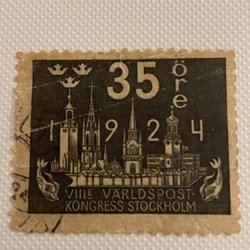 35
öre
1924
VIIIE VÄRLDSPOST-
KONGRESS STOCKHOLM